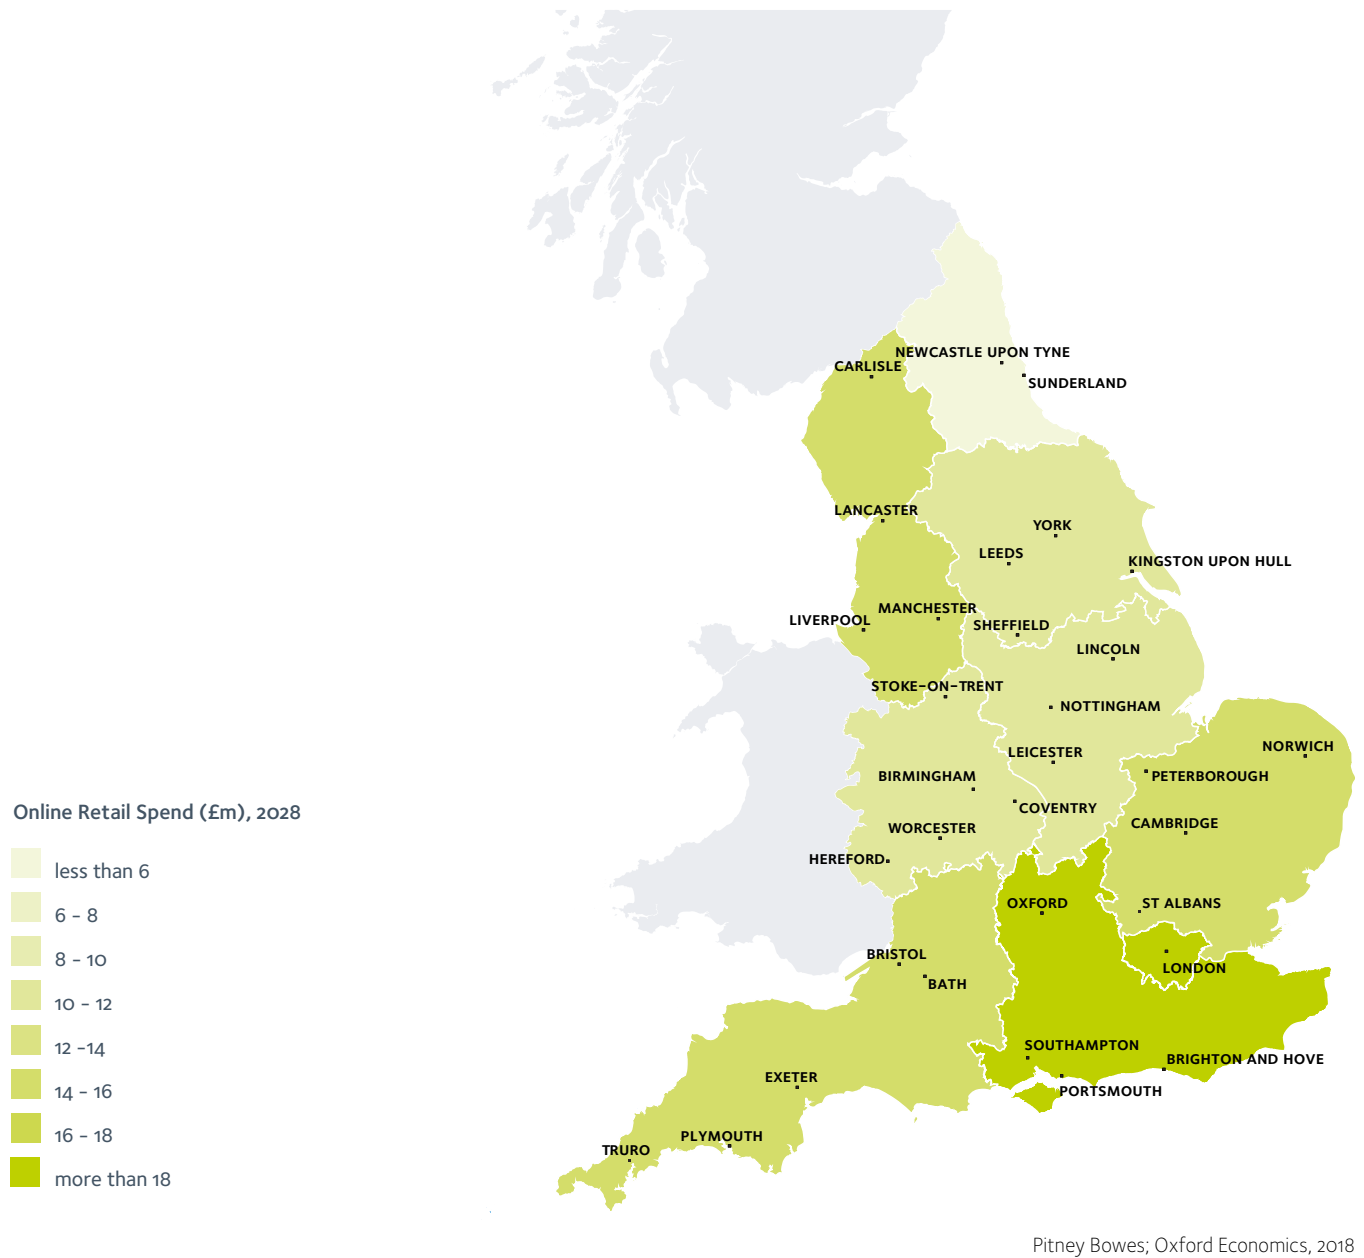 NEWCASTLE UPON TYNE
CARLISLE
SUNDERLAND
LANCASTER
YORK
LEEDS
KINGSTON UPON HULL
MANCHESTER
LIVERPOOL
SHEFFIELD
LINCOLN
STOKE-ON-TRENT
NOTTINGHAM
NORWICH
LEICESTER
BIRMINGHAM
PETERBOROUGH
COVENTRY
CAMBRIDGE
WORCESTER
HEREFORD
OXFORD
ST ALBANS
BRISTOL
LONDON
BATH
SOUTHAMPTON
BRIGHTON AND HOVE
EXETER
PORTSMOUTH
PLYMOUTH
TRURO
Online Retail Spend (£m), 2028
less than 6
6 - 8
8 - 10
10 - 12
12 -14
14 - 16
16 - 18
more than 18
Pitney Bowes; Oxford Economics, 2018